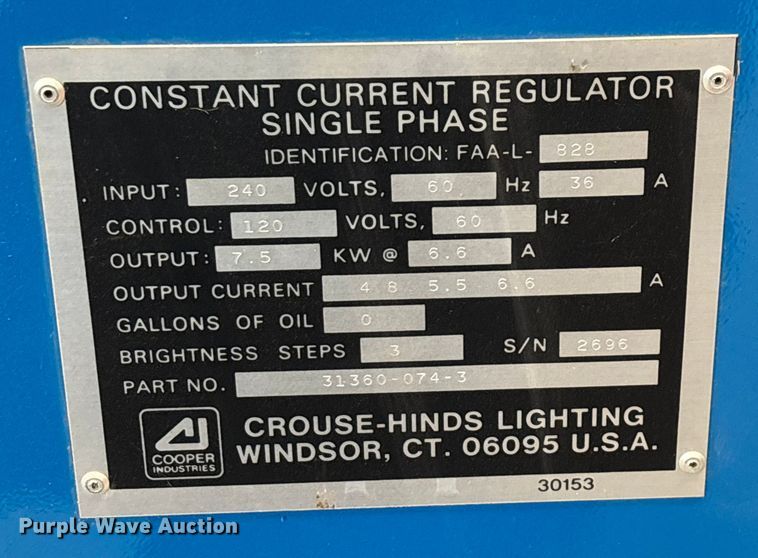 CONSTANT CURRENT REGULATOR
SINGLE PHASE
IDENTIFICATION: FAA-L- 828
INPUT: 240 VOLTS, 60 Hz 36 A
CONTROL: 120 VOLTS, 60 Hz
OUTPUT: 7.5 KW @ 6.6 A
OUTPUT CURRENT 4.8 5.5 6.6 A
GALLONS OF OIL 0
BRIGHTNESS STEPS 3 S/N 2696
PART NO. 31360-074-3
COOPER
INDUSTRIES
CROUSE-HINDS LIGHTING
WINDSOR, CT. 06095 U.S.A.
30153
Purple Wave Auction